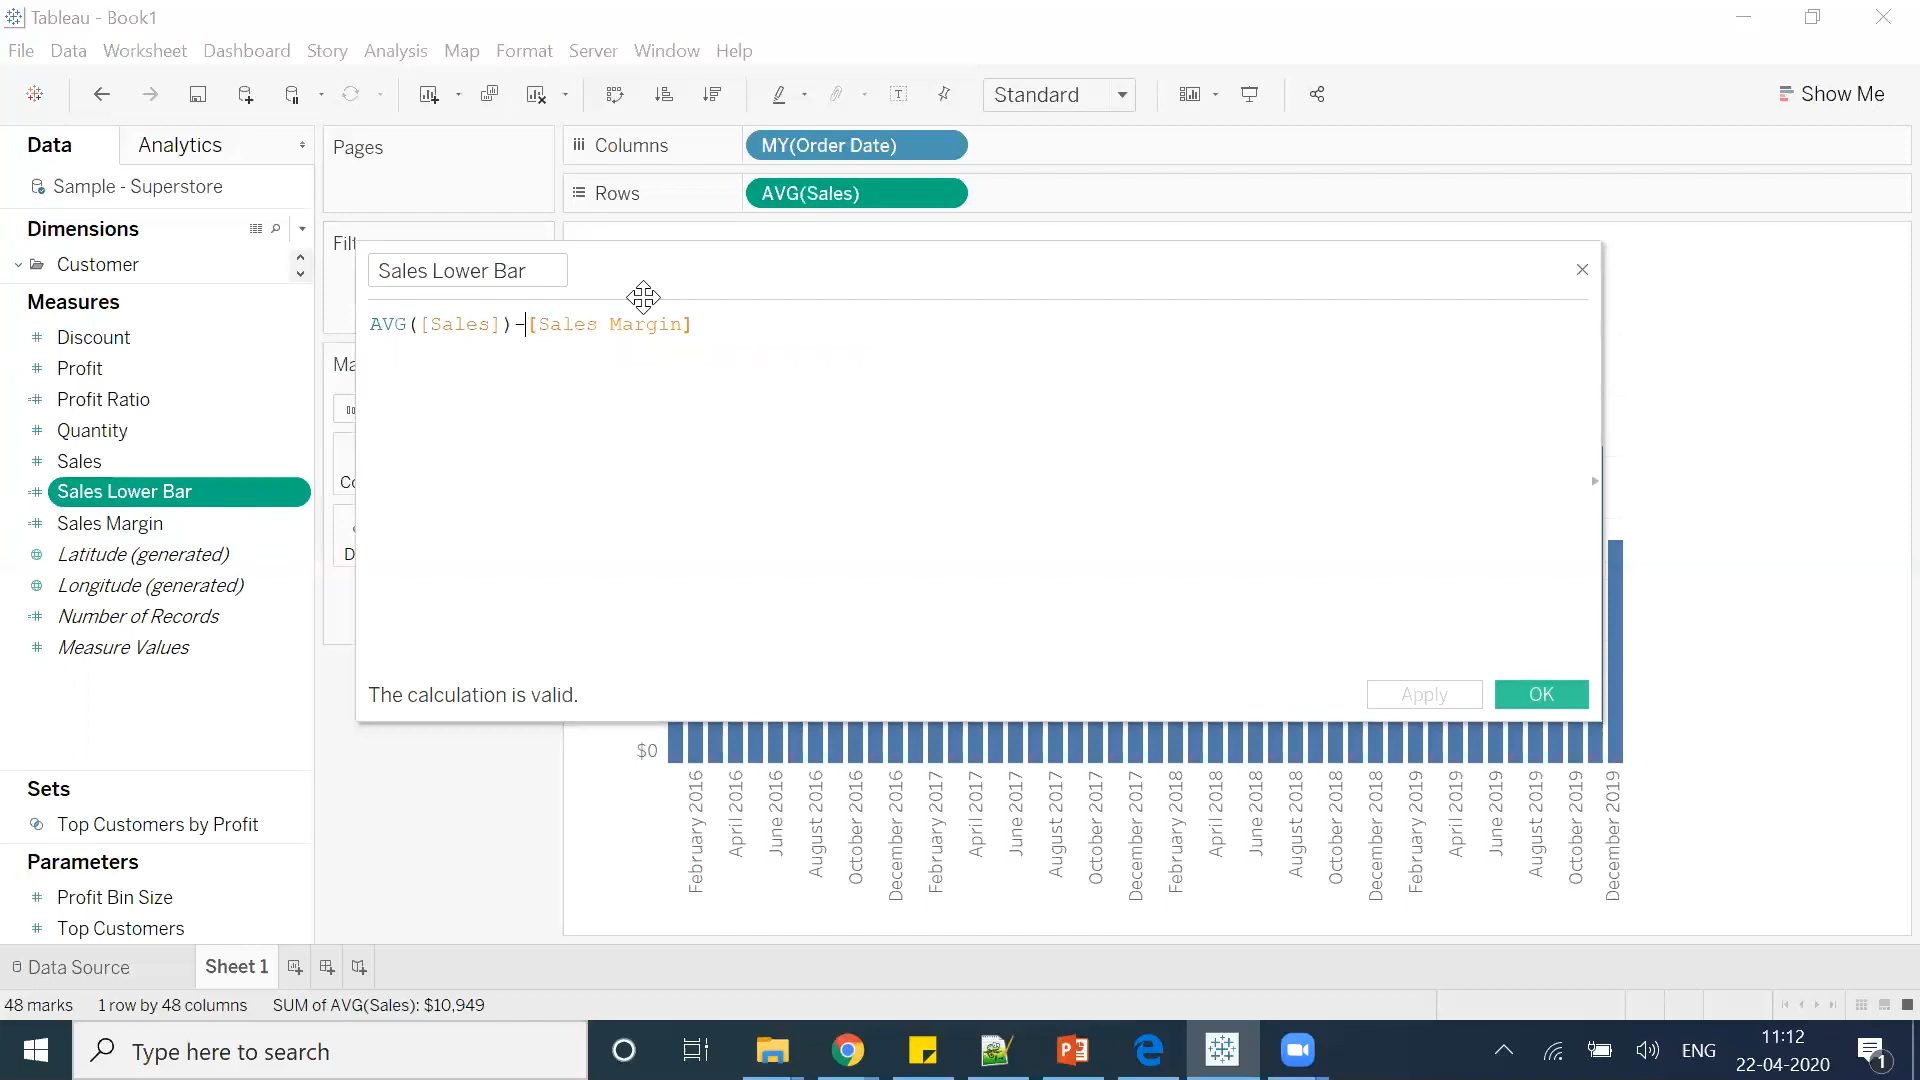 Tableau - Book1
File Data Worksheet Dashboard Story Analysis Map Format Server Window Help
Standard
Show Me
Data
Analytics
Sample - Superstore
Dimensions
Customer
Measures
Discount
Profit
Profit Ratio
Quantity
Sales
Sales Lower Bar
Sales Margin
Latitude (generated)
Longitude (generated)
Number of Records
Measure Values
Sets
Top Customers by Profit
Parameters
Profit Bin Size
Top Customers
Pages
Columns
MY(Order Date)
Rows
AVG(Sales)
Sales Lower Bar
AVG([Sales])-[Sales Margin]
The calculation is valid.
Apply
OK
$0
February 2016
April 2016
June 2016
August 2016
October 2016
December 2016
February 2017
April 2017
June 2017
August 2017
October 2017
December 2017
February 2018
April 2018
June 2018
August 2018
October 2018
December 2018
February 2019
April 2019
June 2019
August 2019
October 2019
December 2019
Data Source
Sheet 1
48 marks 1 row by 48 columns SUM of AVG(Sales): $10,949
Type here to search
ENG
11:12
22-04-2020
1